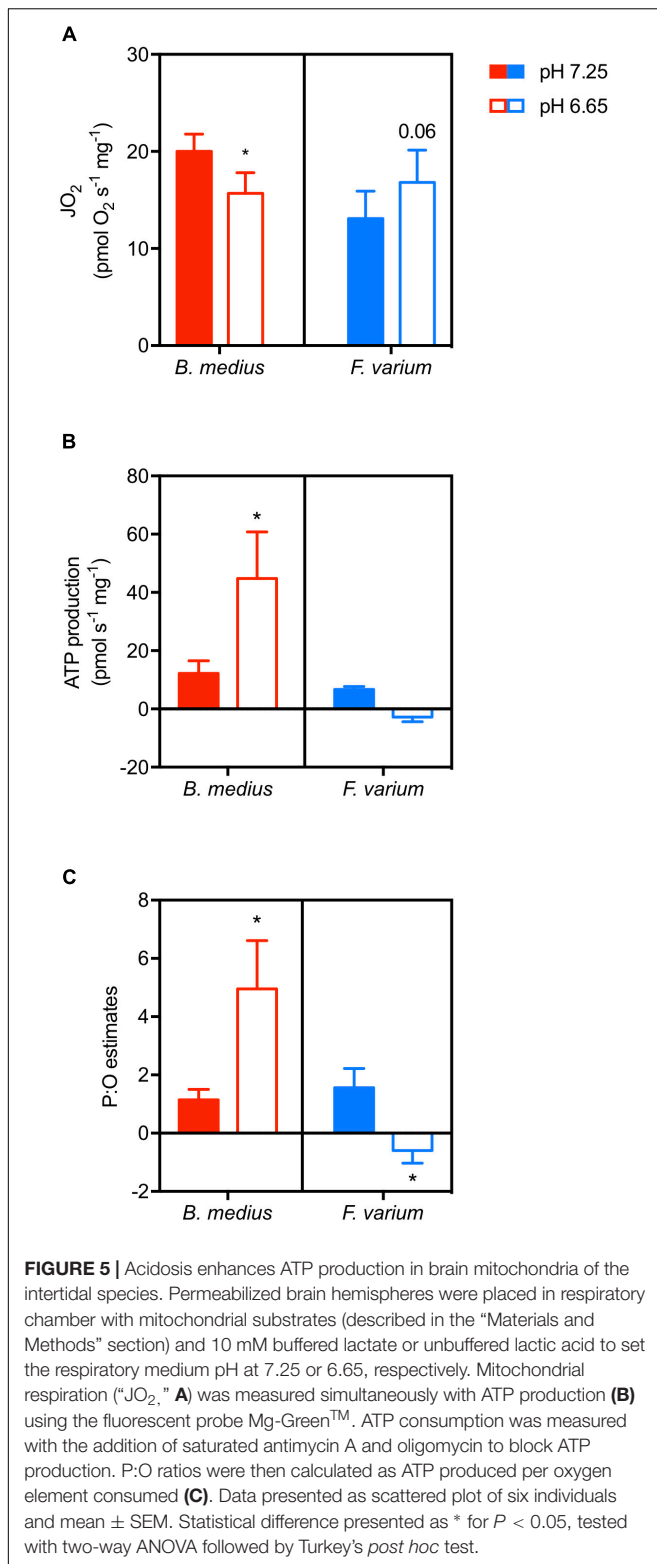 A
pH 7.25
pH 6.65
30
20
10
0
JO2
(pmol O2 s-1 mg-1)
*
0.06
B. medius
F. varium
B
80
60
40
20
0
-20
ATP production
(pmol s-1 mg-1)
*
B. medius
F. varium
C
8
6
4
2
0
-2
P:O estimates
*
*
B. medius
F. varium
FIGURE 5 | Acidosis enhances ATP production in brain mitochondria of the
intertidal species. Permeabilized brain hemispheres were placed in respiratory
chamber with mitochondrial substrates (described in the “Materials and
Methods” section) and 10 mM buffered lactate or unbuffered lactic acid to set
the respiratory medium pH at 7.25 or 6.65, respectively. Mitochondrial
respiration (“JO2,” A) was measured simultaneously with ATP production (B)
using the fluorescent probe Mg-Green™. ATP consumption was measured
with the addition of saturated antimycin A and oligomycin to block ATP
production. P:O ratios were then calculated as ATP produced per oxygen
element consumed (C). Data presented as scattered plot of six individuals
and mean ± SEM. Statistical difference presented as * for P < 0.05, tested
with two-way ANOVA followed by Turkey’s post hoc test.